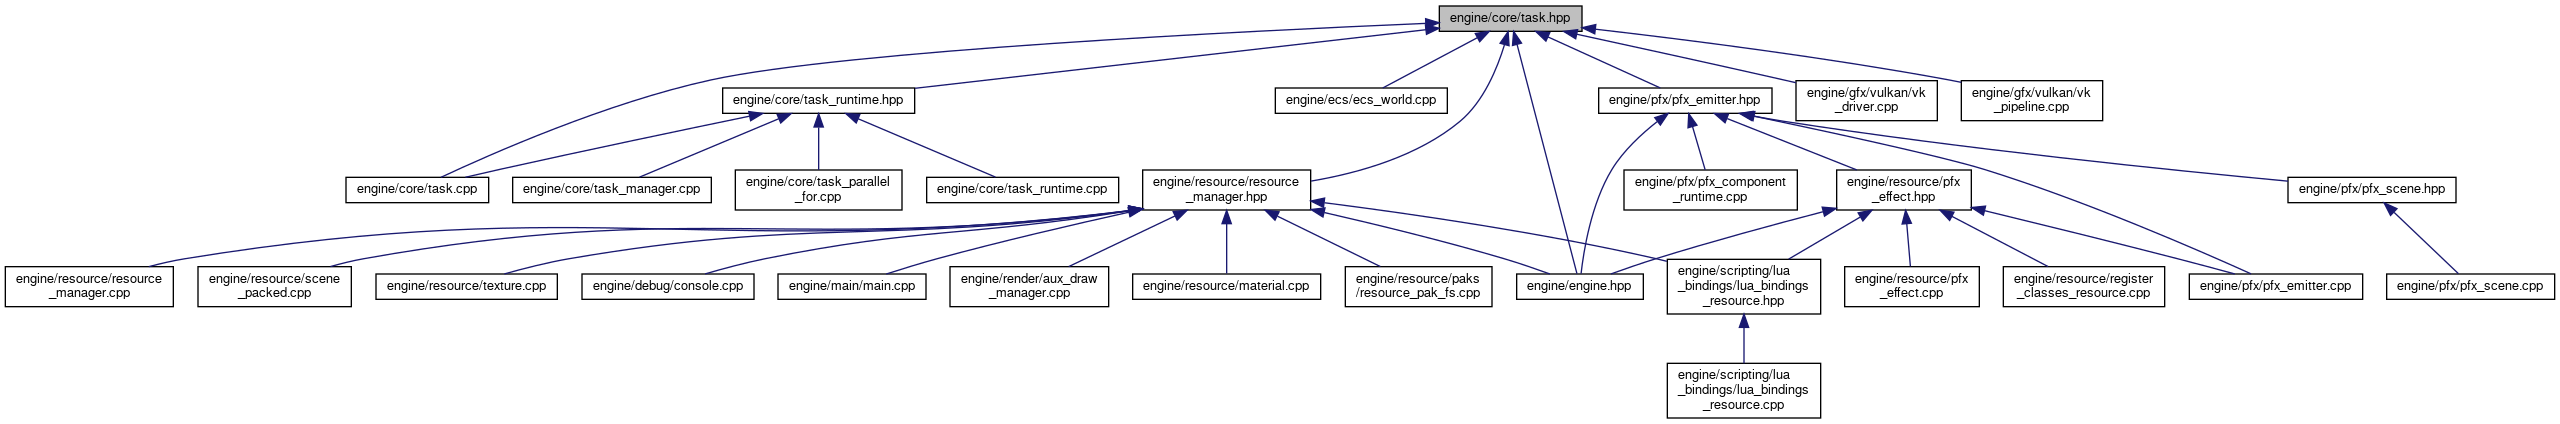 engine/core/task.hpp
engine/core/task_runtime.hpp
engine/ecs/ecs_world.cpp
engine/pfx/pfx_emitter.hpp
engine/gfx/vulkan/vk
_driver.cpp
engine/gfx/vulkan/vk
_pipeline.cpp
engine/core/task.cpp
engine/core/task_manager.cpp
engine/core/task_parallel
_for.cpp
engine/core/task_runtime.cpp
engine/resource/resource
_manager.hpp
engine/pfx/pfx_component
_runtime.cpp
engine/resource/pfx
_effect.hpp
engine/pfx/pfx_scene.hpp
engine/resource/resource
_manager.cpp
engine/resource/scene
_packed.cpp
engine/resource/texture.cpp
engine/debug/console.cpp
engine/main/main.cpp
engine/render/aux_draw
_manager.cpp
engine/resource/material.cpp
engine/resource/paks
/resource_pak_fs.cpp
engine/engine.hpp
engine/scripting/lua
_bindings/lua_bindings
_resource.hpp
engine/resource/pfx
_effect.cpp
engine/resource/register
_classes_resource.cpp
engine/pfx/pfx_emitter.cpp
engine/pfx/pfx_scene.cpp
engine/scripting/lua
_bindings/lua_bindings
_resource.cpp